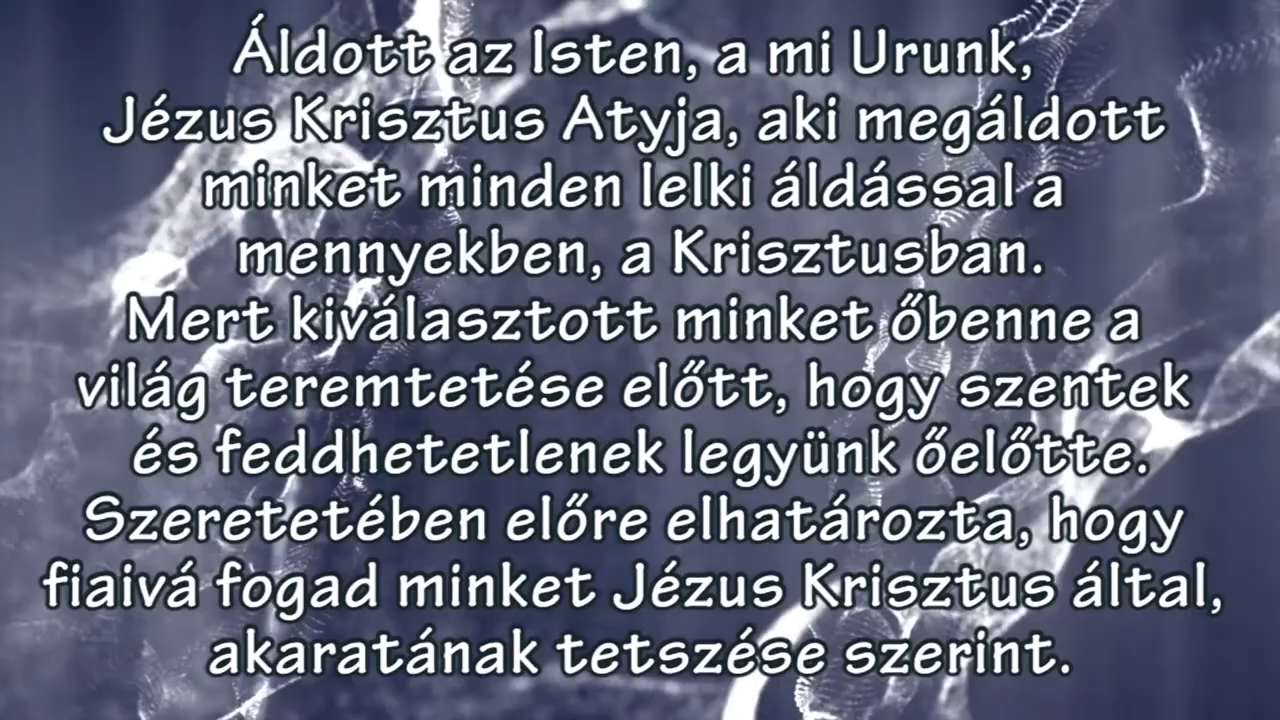 Áldott az Isten, a mi Urunk,
Jézus Krisztus Atyja, aki megáldott
minket minden lelki áldással a
mennyekben, a Krisztusban.
Mert kiválasztott minket őbenne a
világ teremtetése előtt, hogy szentek
és feddhetetlenek legyünk őelőtte.
Szeretetében előre elhatározta, hogy
fiaivá fogad minket Jézus Krisztus által,
akaratának tetszése szerint.